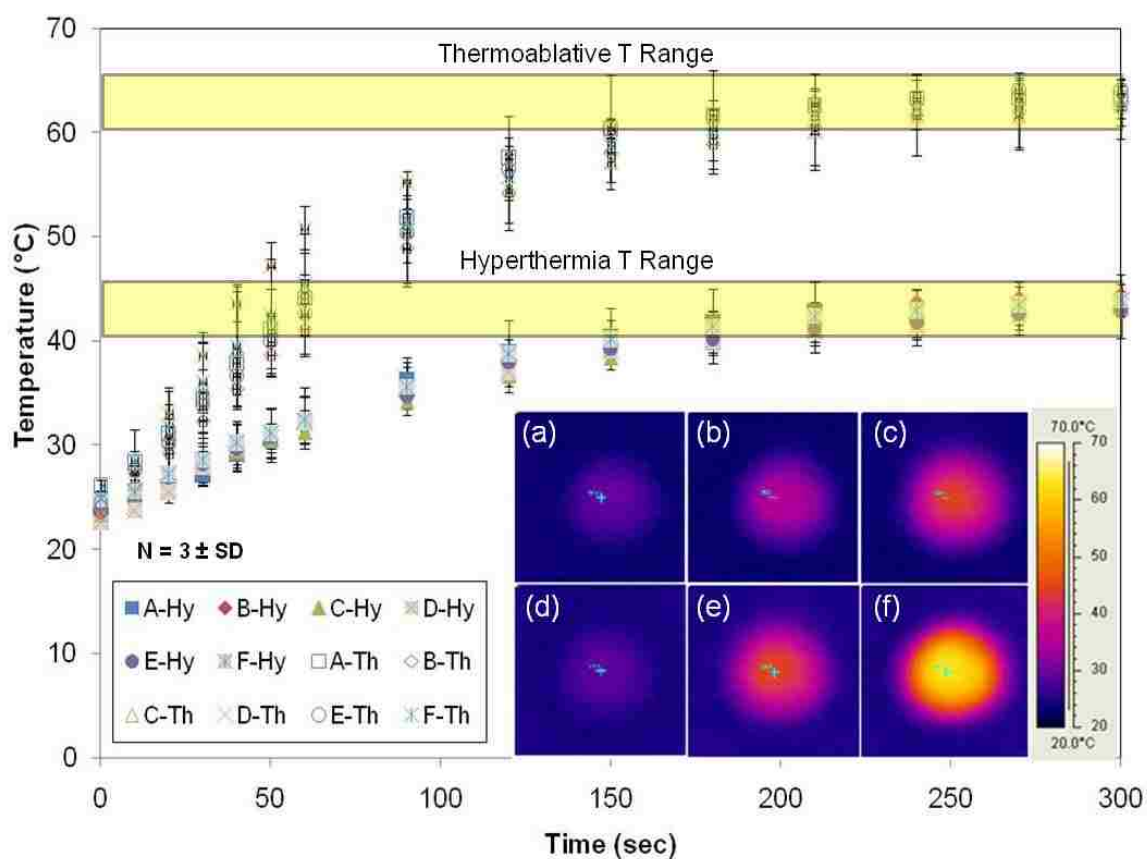 70
Thermoablative T Range
60
50
Hyperthermia T Range
40
30
20
10
0
Temperature (°C)
N = 3 ± SD
A-Hy B-Hy C-Hy D-Hy
E-Hy F-Hy A-Th B-Th
C-Th D-Th E-Th F-Th
(a) (b) (c)
(d) (e) (f)
70.0°C
70
60
50
40
30
20
20.0°C
0 50 100 150 200 250 300
Time (sec)